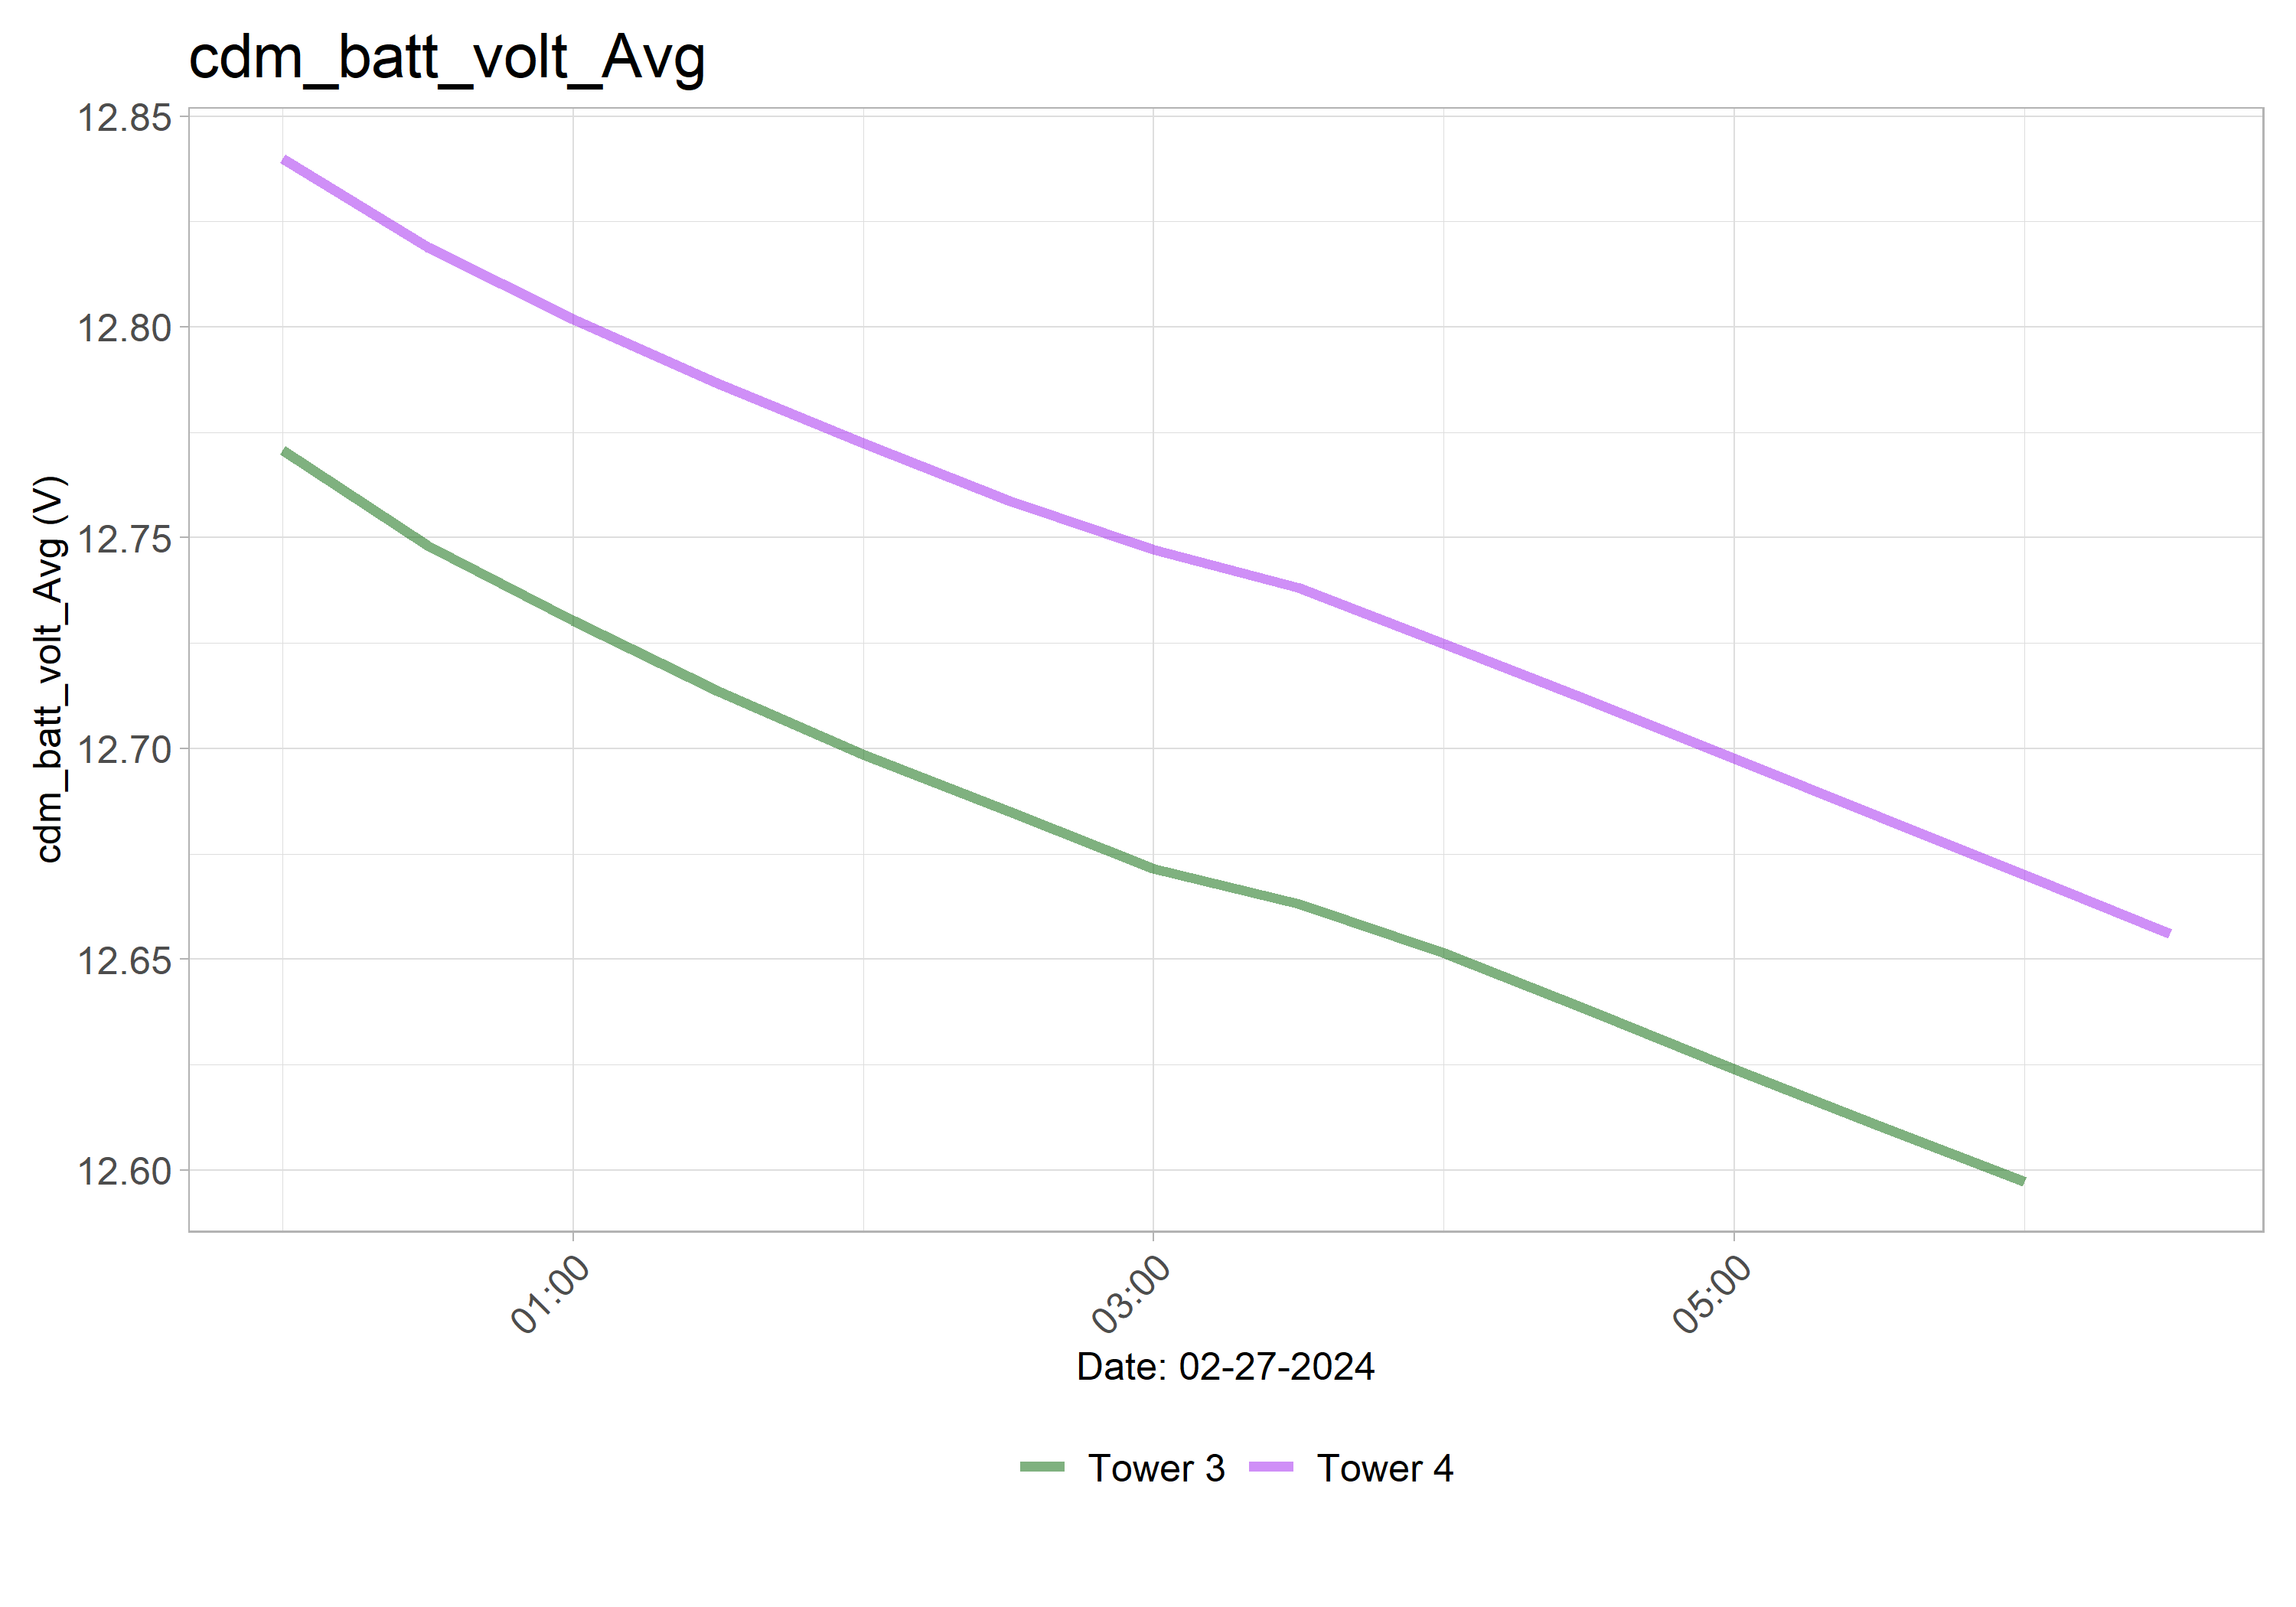 cdm_batt_volt_Avg
cdm_batt_volt_Avg (V)
12.85
12.80
12.75
12.70
12.65
12.60
01:00
03:00
05:00
Date: 02-27-2024
Tower 3
Tower 4